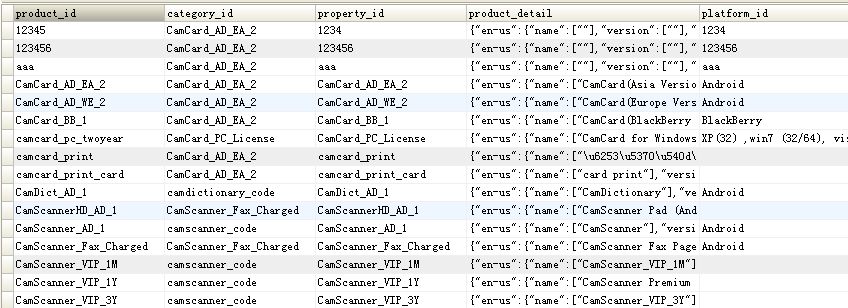 product_id category_id property_id product_detail platform_id
12345 CamCard_AD_EA_2 1234 {"en-us":{"name":[""],"version":[""]," 1234
123456 CamCard_AD_EA_2 123456 {"en-us":{"name":[""],"version":[""]," 123456
aaa CamCard_AD_EA_2 aaa {"en-us":{"name":[""],"version":[""]," aaa
CamCard_AD_EA_2 CamCard_AD_EA_2 CamCard_AD_EA_2 {"en-us":{"name":["CamCard(Asia Versio Android
CamCard_AD_WE_2 CamCard_AD_EA_2 CamCard_AD_WE_2 {"en-us":{"name":["CamCard(Europe Vers Android
CamCard_BB_1 CamCard_AD_EA_2 CamCard_BB_1 {"en-us":{"name":["CamCard(BlackBerry BlackBerry
camcard_pc_twoyear CamCard_PC_License CamCard_PC_License {"en-us":{"name":["CamCard for Windows XP(32) ,win7 (32/64), vis
camcard_print CamCard_AD_EA_2 camcard_print {"en-us":{"name":["\u6253\u5370\u540d\
camcard_print_card CamCard_AD_EA_2 camcard_print_card {"en-us":{"name":["card print"],"versi
CamDict_AD_1 camdictionary_code CamDict_AD_1 {"en-us":{"name":["CamDictionary"],"ve Android
CamScannerHD_AD_1 CamScanner_Fax_Charged CamScannerHD_AD_1 {"en-us":{"name":["CamScanner Pad (And
CamScanner_AD_1 camscanner_code CamScanner_AD_1 {"en-us":{"name":["CamScanner"],"versi Android
CamScanner_Fax_Charged camscanner_code CamScanner_Fax_Charged {"en-us":{"name":["CamScanner Fax Page Android
CamScanner_VIP_1M camscanner_code CamScanner_VIP_1M {"en-us":{"name":["CamScanner_VIP_1M"]
CamScanner_VIP_1Y camscanner_code CamScanner_VIP_1Y {"en-us":{"name":["CamScanner Premium
CamScanner_VIP_3Y camscanner_code CamScanner_VIP_3Y {"en-us":{"name":["CamScanner_VIP_3Y"]